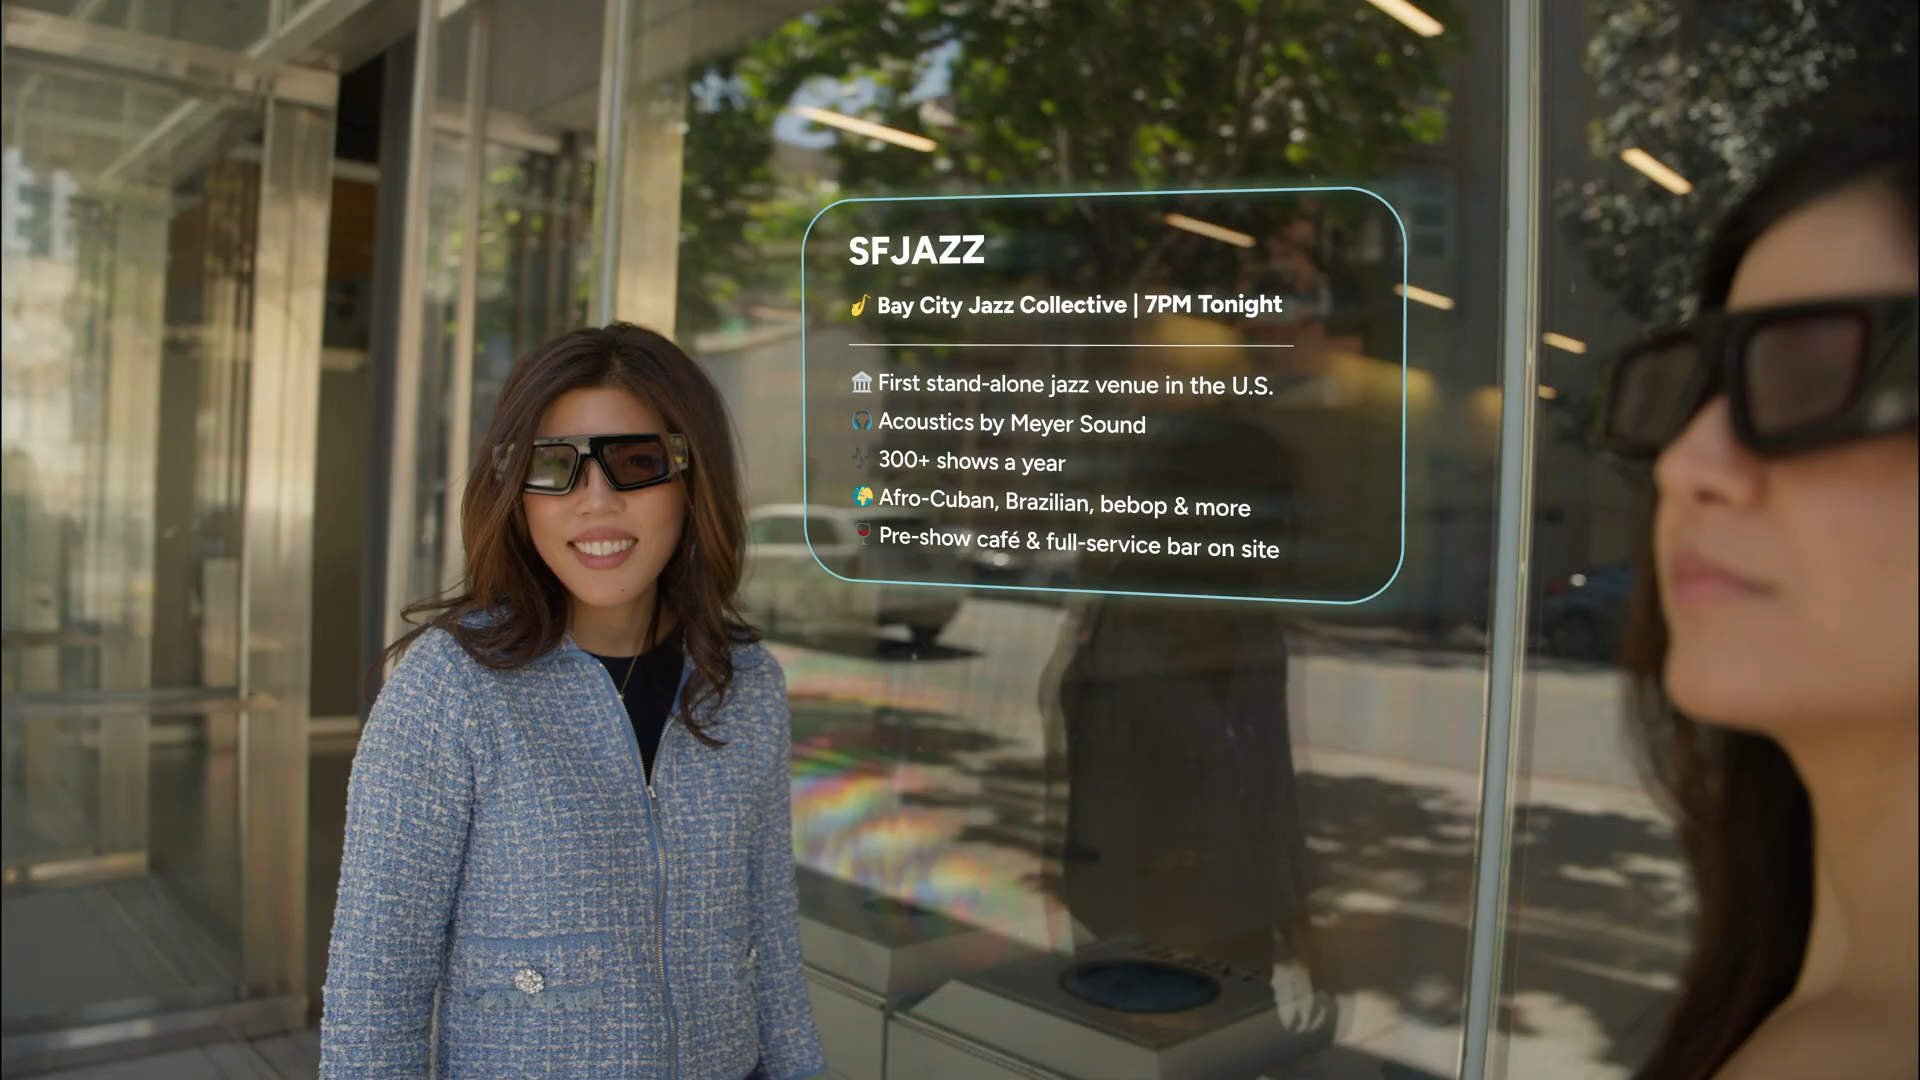 SFJAZZ
Bay City Jazz Collective | 7PM Tonight
First stand-alone jazz venue in the U.S.
Acoustics by Meyer Sound
300+ shows a year
Afro-Cuban, Brazilian, bebop & more
Pre-show café & full-service bar on site